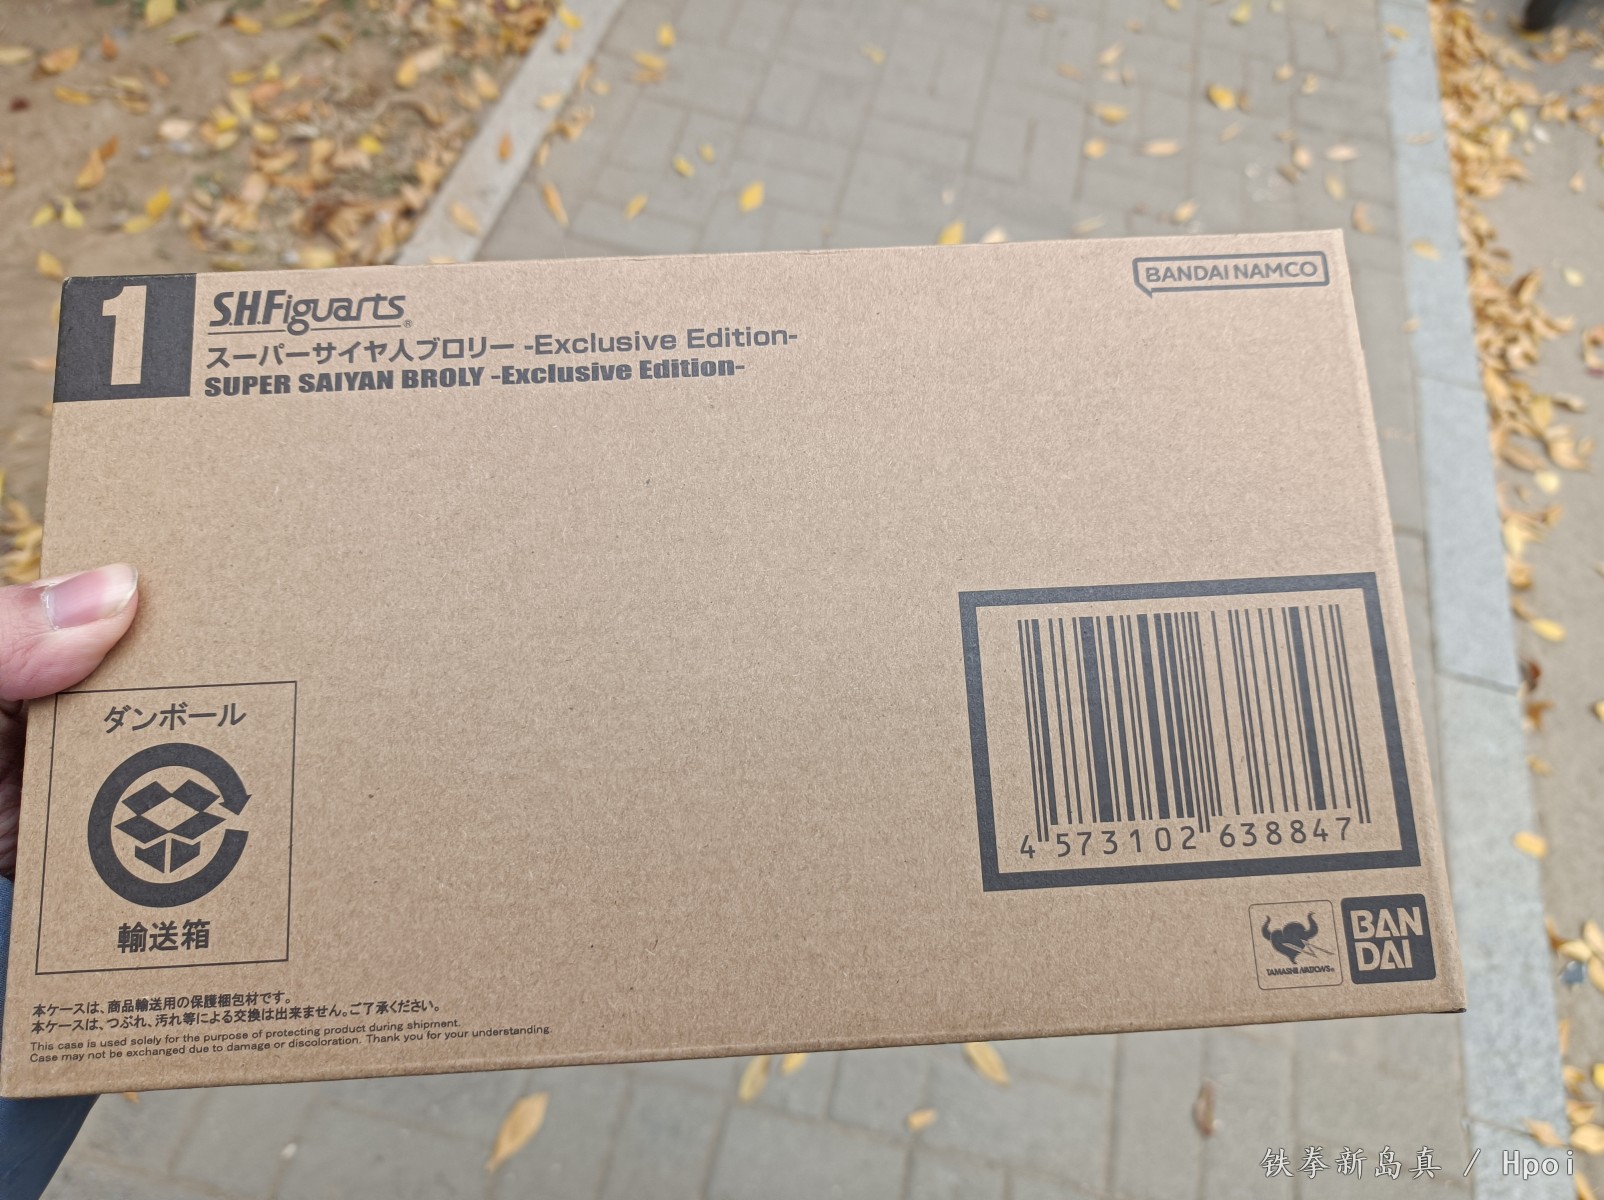 1
S.H.Figuarts®
スーパーサイヤ人ブロリー -Exclusive Edition-
SUPER SAIYAN BROLY -Exclusive Edition-
BANDAI NAMCO
ダンボール
輸送箱
4 573102 638847
TAMASHII NATIONS®
BAN
DAI
本ケースは、商品輸送用の保護梱包材です。
本ケースは、つぶれ、汚れ等による交換は出来ません。ご了承ください。
This case is used solely for the purpose of protecting product during shipment.
Case may not be exchanged due to damage or discoloration. Thank you for your understanding.
铁拳新岛真 / Hpoi